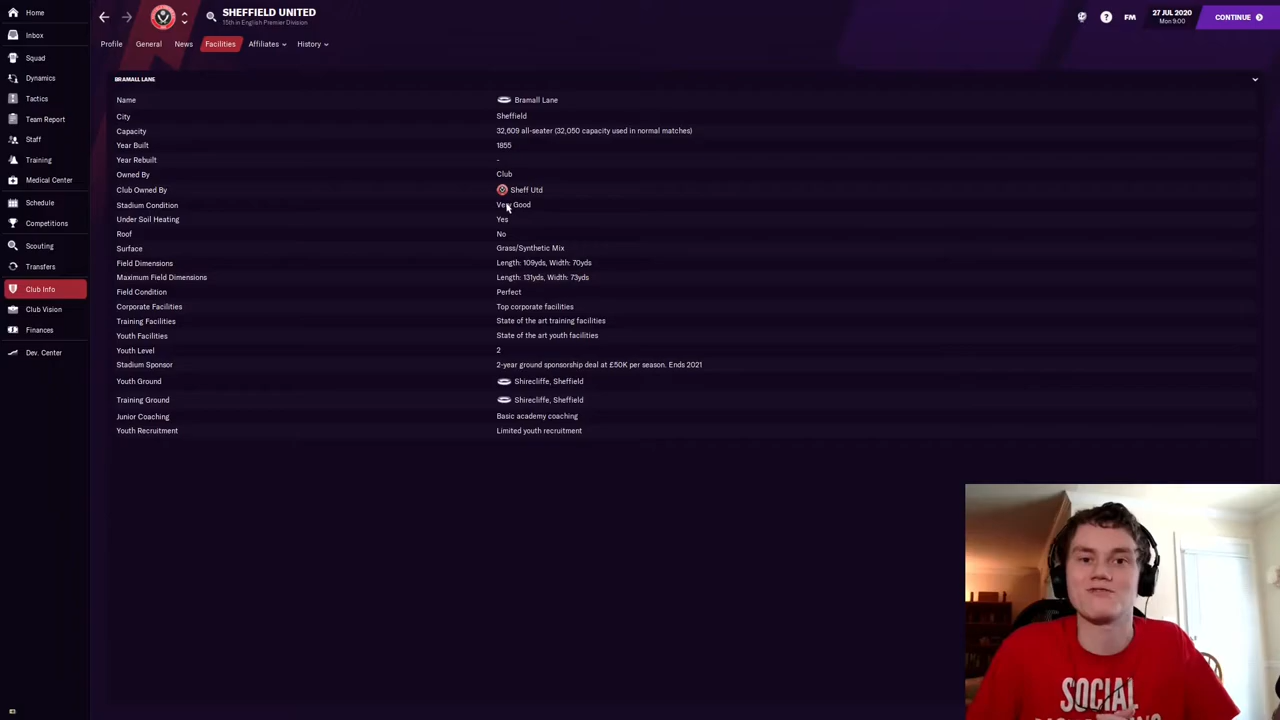 Home
SHEFFIELD UNITED
15th in English Premier Division
FM
27 JUL 2020
Mon 9:00
CONTINUE
Inbox
Profile
General
News
Facilities
Affiliates
History
Squad
Dynamics
Tactics
Team Report
Staff
Training
Medical Center
Schedule
Competitions
Scouting
Transfers
Club Info
Club Vision
Finances
Dev. Center
BRAMALL LANE
Name Bramall Lane
City Sheffield
Capacity 32,609 all-seater (32,050 capacity used in normal matches)
Year Built 1855
Year Rebuilt -
Owned By Club
Club Owned By Sheff Utd
Stadium Condition Very Good
Under Soil Heating Yes
Roof No
Surface Grass/Synthetic Mix
Field Dimensions Length: 109yds, Width: 70yds
Maximum Field Dimensions Length: 131yds, Width: 73yds
Field Condition Perfect
Corporate Facilities Top corporate facilities
Training Facilities State of the art training facilities
Youth Facilities State of the art youth facilities
Youth Level 2
Stadium Sponsor 2-year ground sponsorship deal at £50K per season. Ends 2021
Youth Ground Shirecliffe, Sheffield
Training Ground Shirecliffe, Sheffield
Junior Coaching Basic academy coaching
Youth Recruitment Limited youth recruitment
SOCIAL